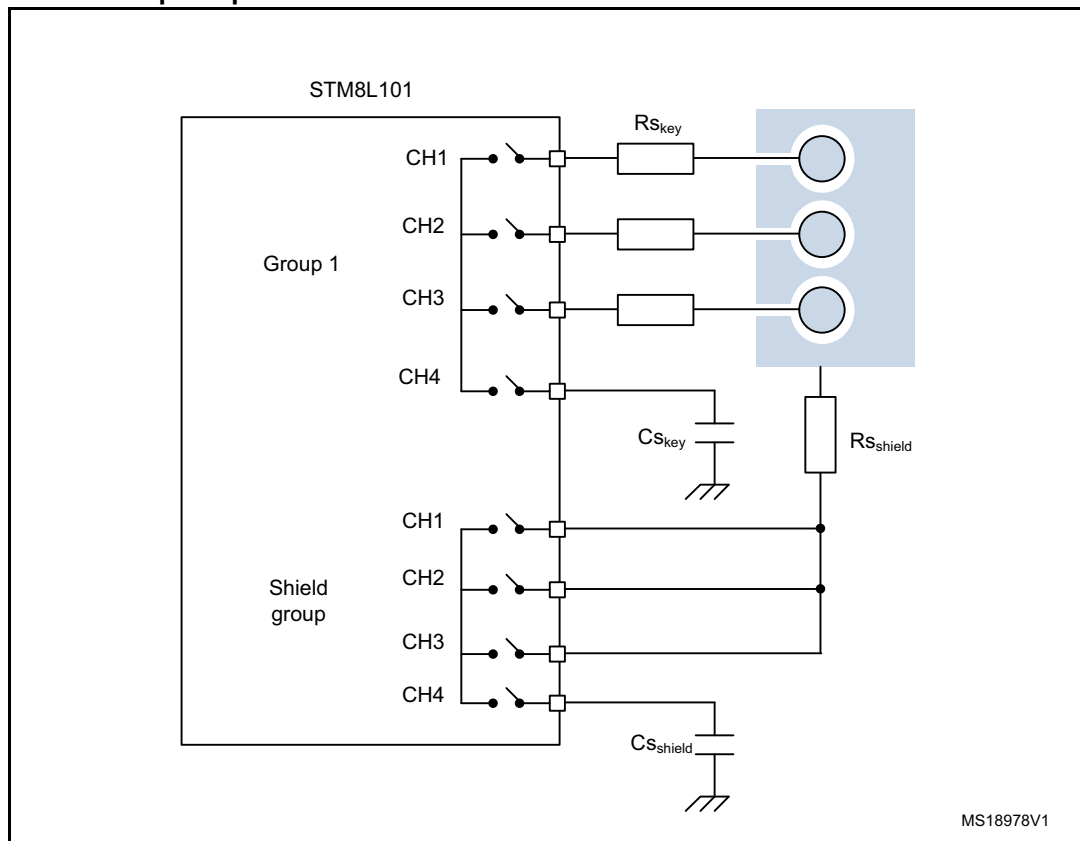 STM8L101
Rskey
CH1
CH2
Group 1
CH3
CH4
Cskey
Rsshield
CH1
CH2
Shield
group
CH3
CH4
Csshield
MS18978V1